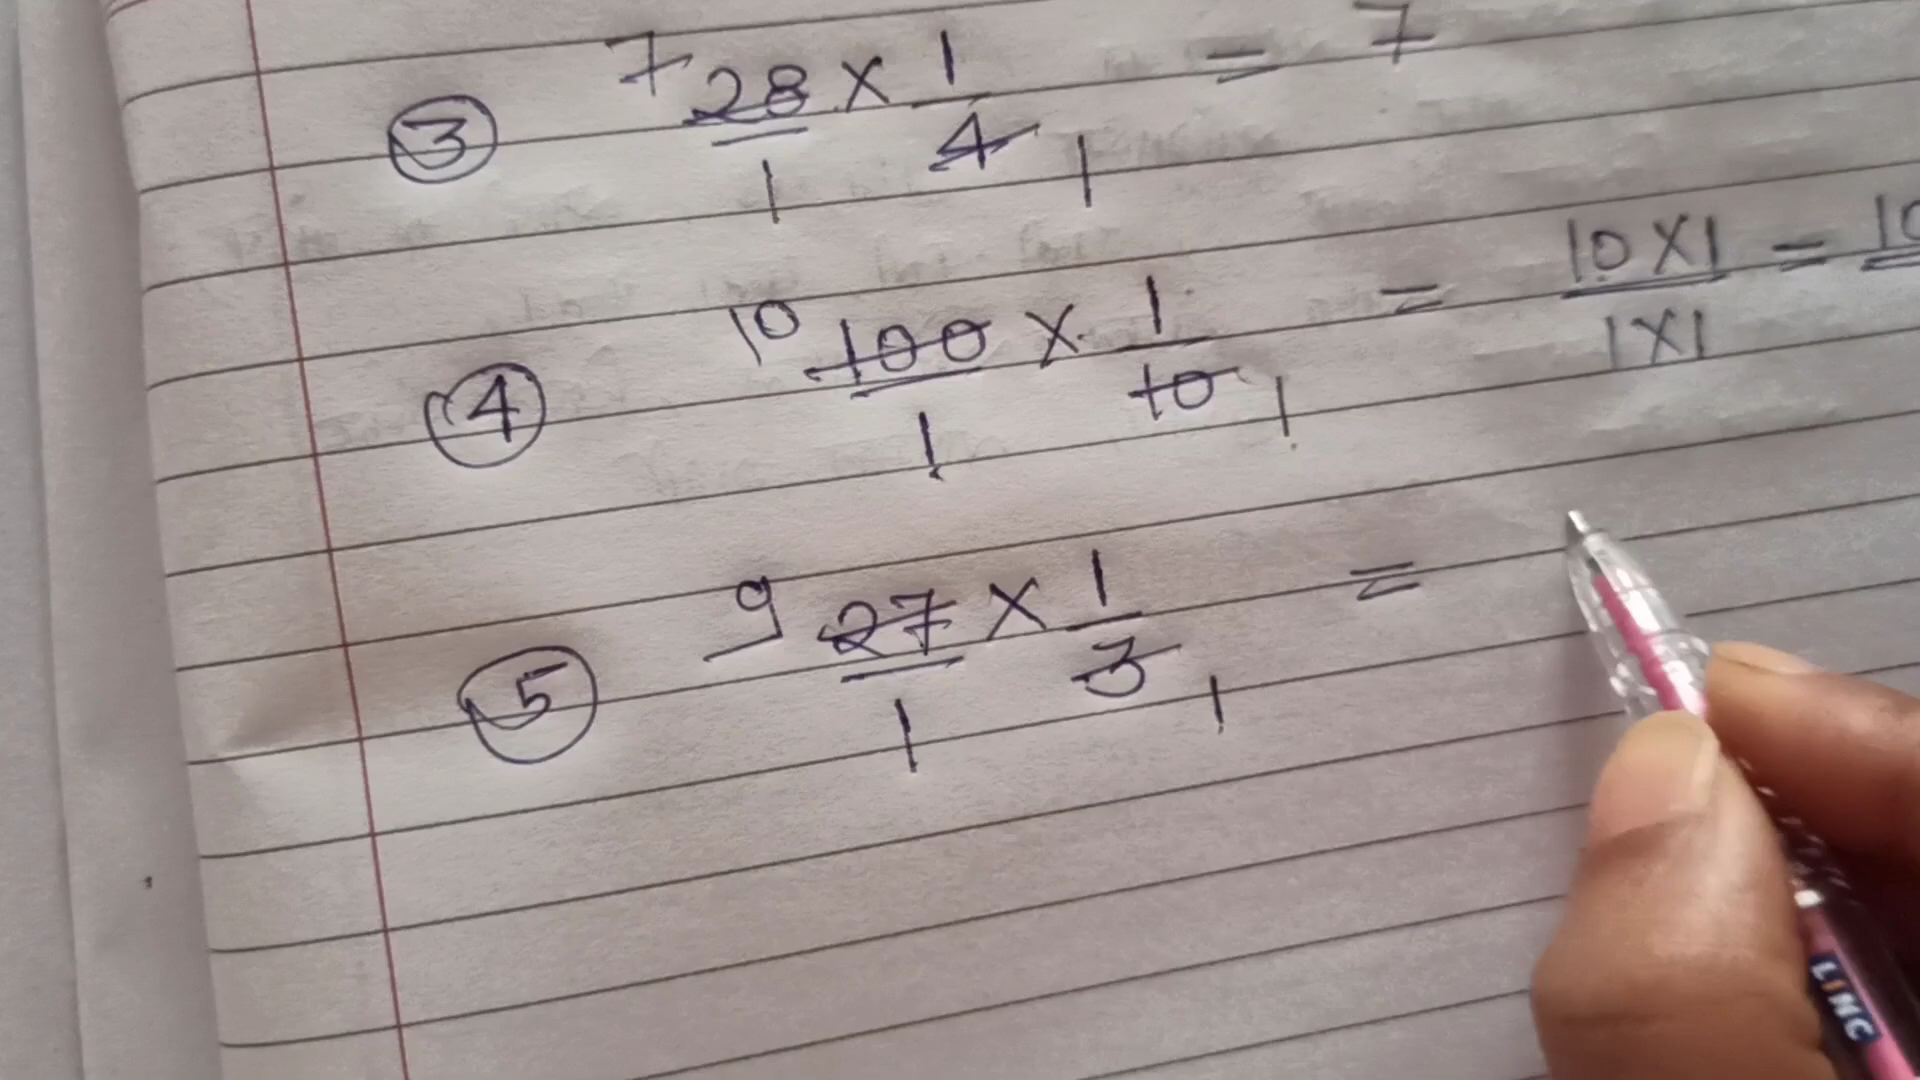 ③ 7 28/1 × 1/4 1 = 7
④ 10 100/1 × 1/10 1 = 10×1/1×1 = 10
⑤ 9 27/1 × 1/3 1 =
LINC